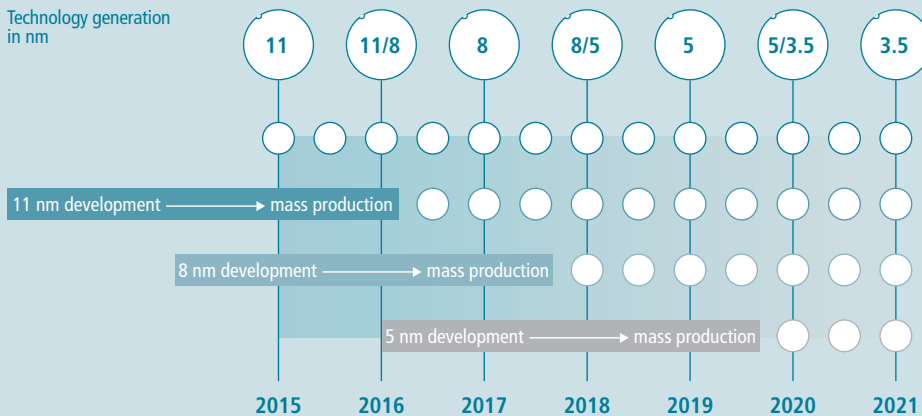 Technology generation
in nm
11 11/8 8 8/5 5 5/3.5 3.5
11 nm development mass production
8 nm development mass production
5 nm development mass production
2015 2016 2017 2018 2019 2020 2021